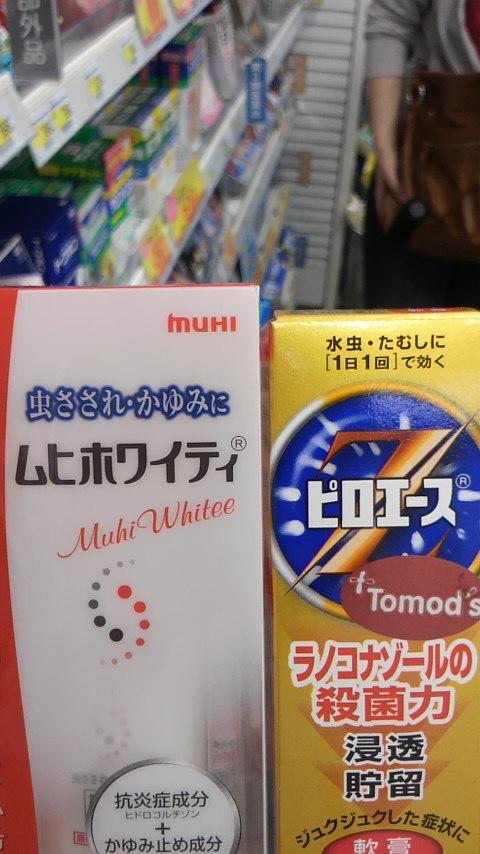 部外品
MUHI
虫さされ・かゆみに
ムヒホワイティ®
Muhi Whitee
抗炎症成分
ヒドロコルチゾン
+
かゆみ止め成分
水虫・たむしに
[1日1回]で効く
Z
ピロエース®
Tomod's
ラノコナゾールの
殺菌力
浸透
貯留
ジュクジュクした症状に
軟膏